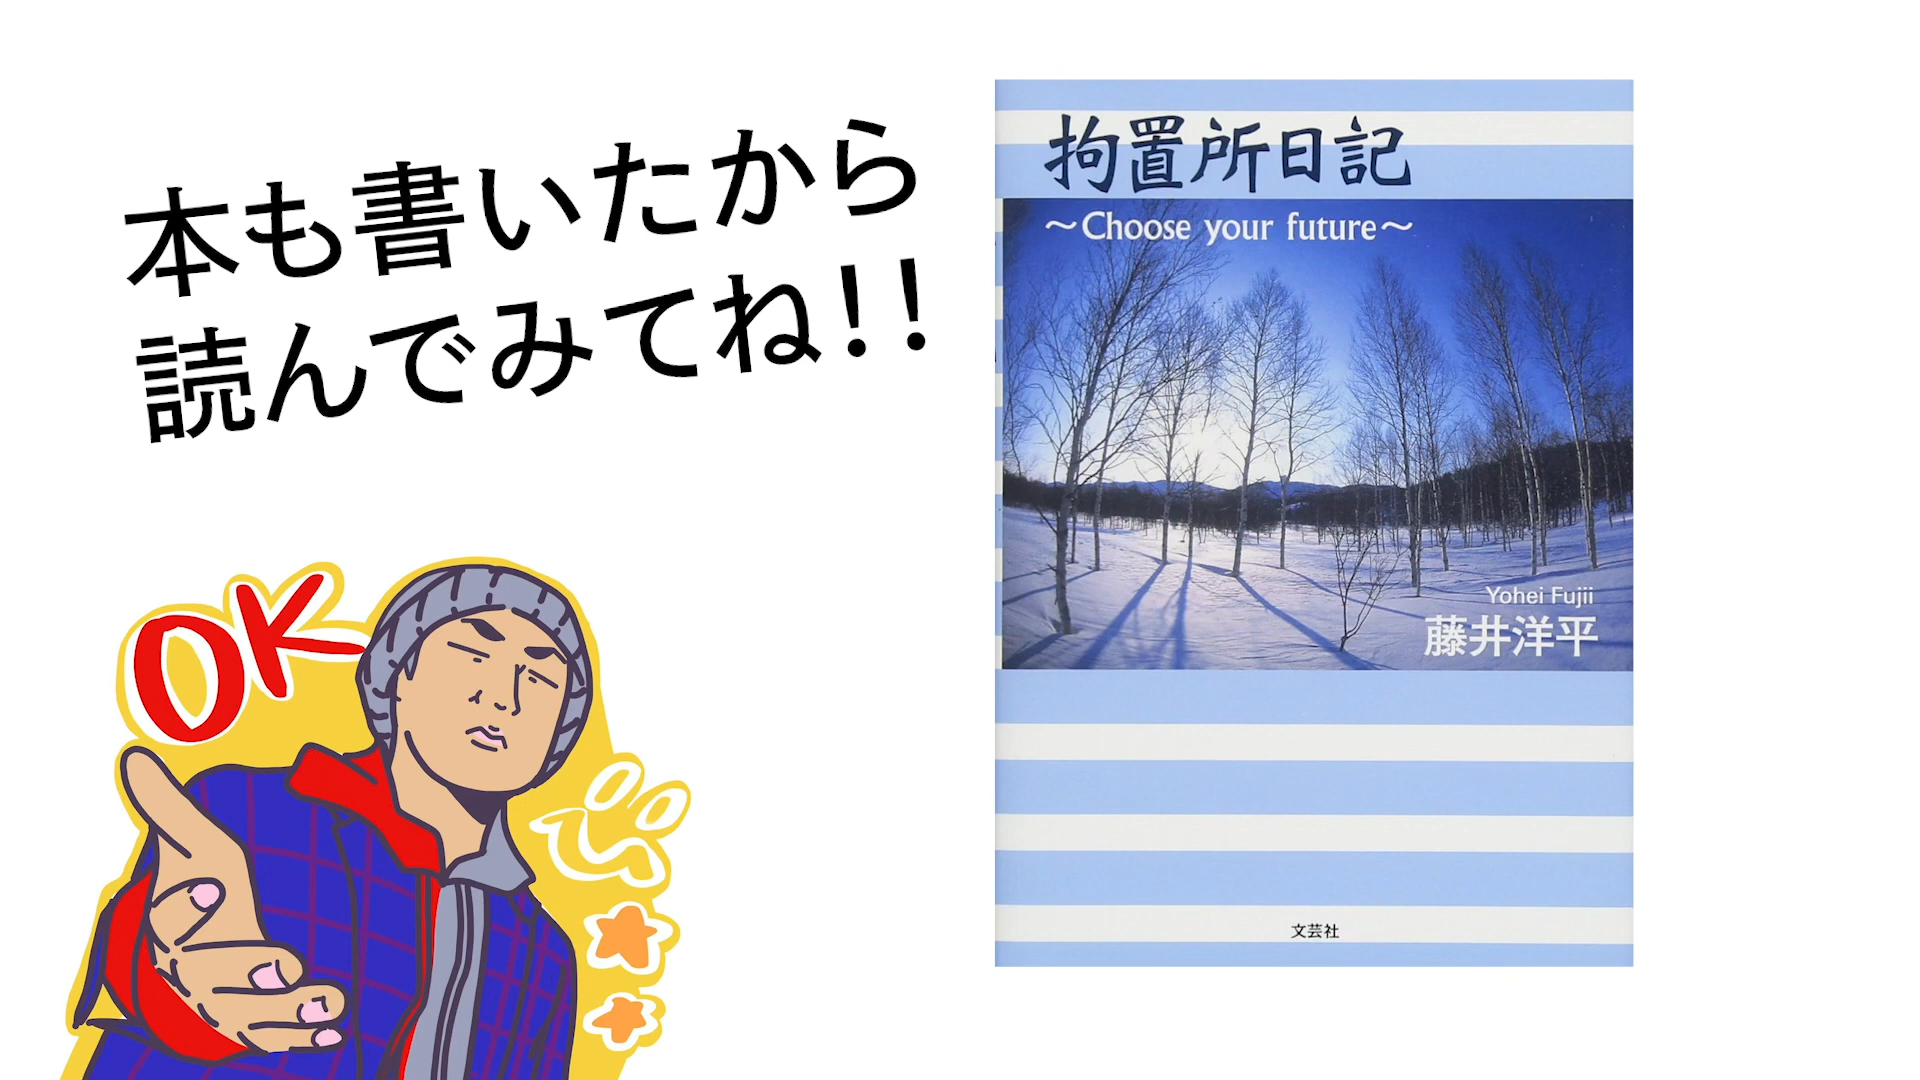 本も書いたから
読んでみてね!!
拘置所日記
～Choose your future～
Yohei Fujii
藤井洋平
文芸社
OK